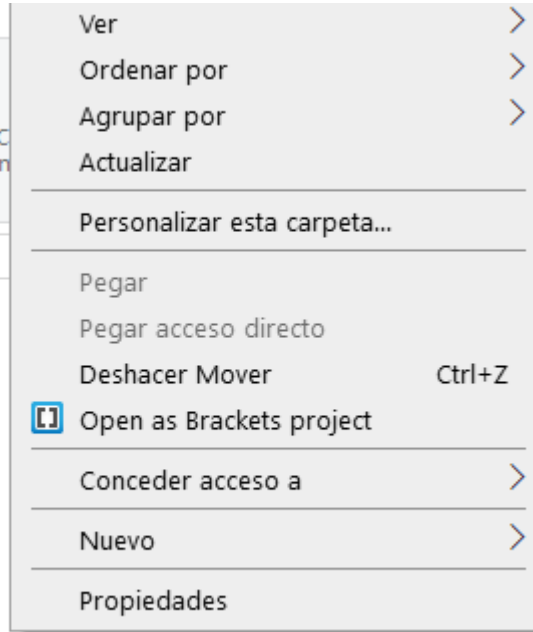 Ver
Ordenar por
Agrupar por
Actualizar
Personalizar esta carpeta...
Pegar
Pegar acceso directo
Deshacer Mover Ctrl+Z
Open as Brackets project
Conceder acceso a
Nuevo
Propiedades